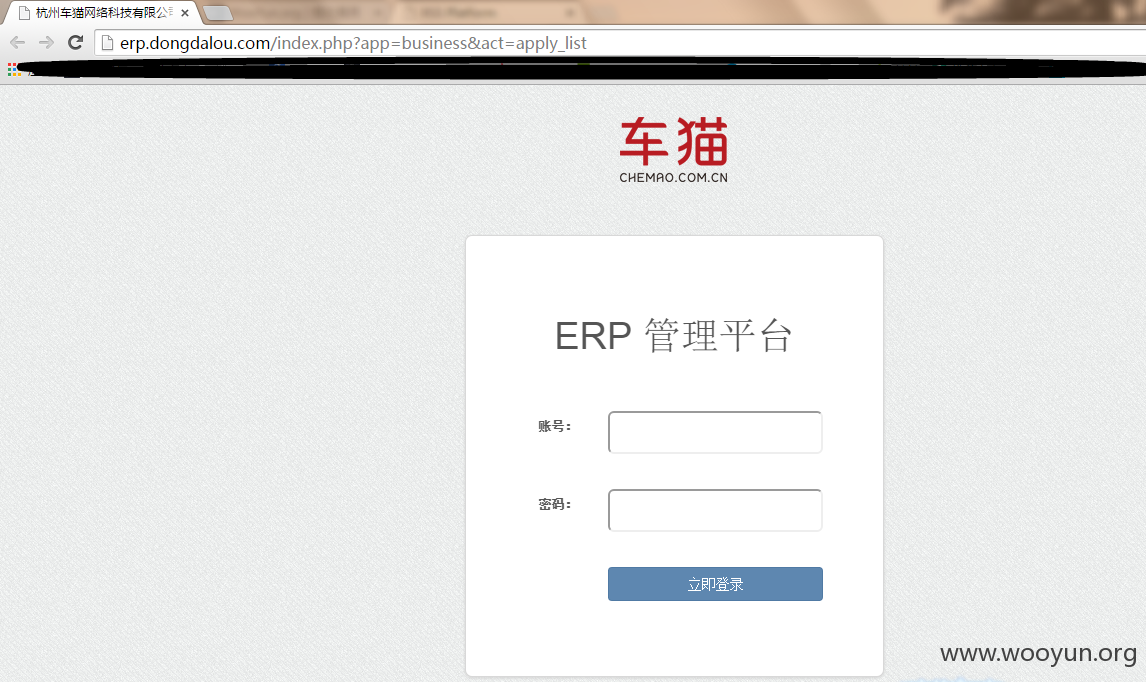 杭州车猫网络科技有限公
erp.dongdalou.com/index.php?app=business&act=apply_list
车猫
CHEMAO.COM.CN
ERP 管理平台
账号：
密码：
立即登录
www.wooyun.org